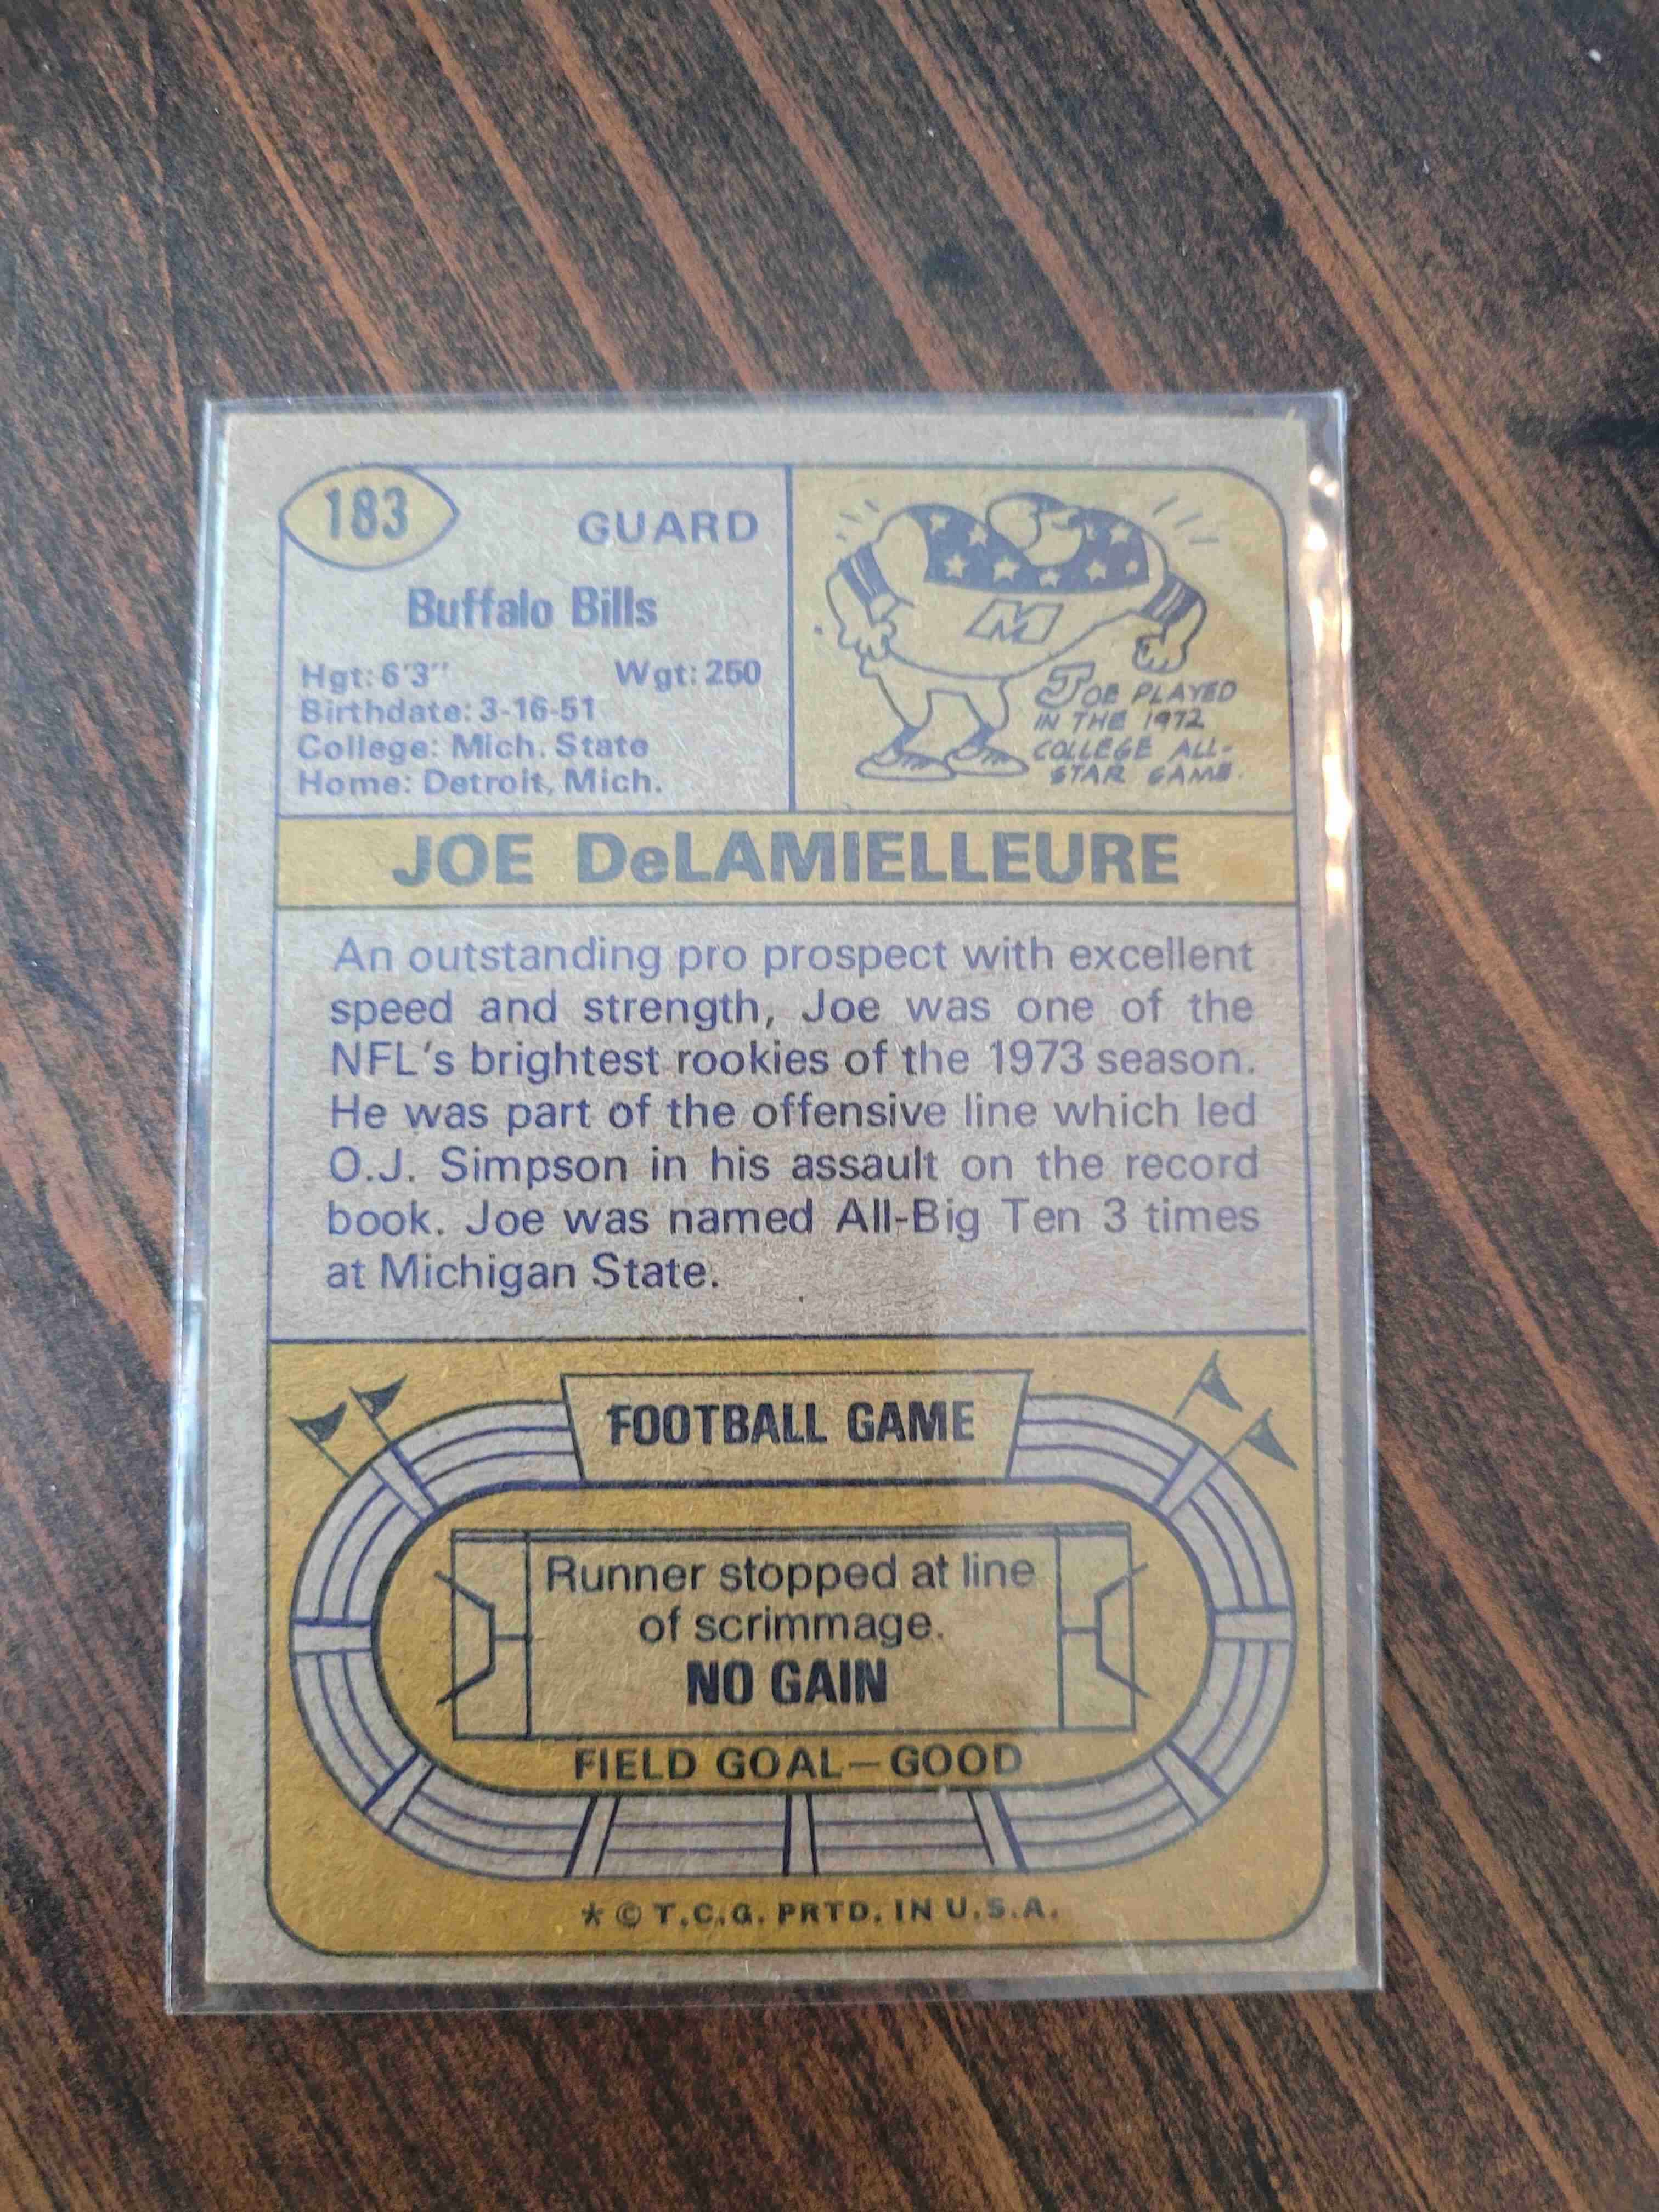 183
GUARD
Buffalo Bills
Hgt: 6'3" Wgt: 250
Birthdate: 3-16-51
College: Mich. State
Home: Detroit, Mich.
M
JOE PLAYED
IN THE 1972
COLLEGE ALL-
STAR GAME.
JOE DeLAMIELLEURE
An outstanding pro prospect with excellent
speed and strength, Joe was one of the
NFL's brightest rookies of the 1973 season.
He was part of the offensive line which led
O.J. Simpson in his assault on the record
book. Joe was named All-Big Ten 3 times
at Michigan State.
FOOTBALL GAME
Runner stopped at line
of scrimmage.
NO GAIN
FIELD GOAL—GOOD
* © T.C.G. PRTD. IN U.S.A.